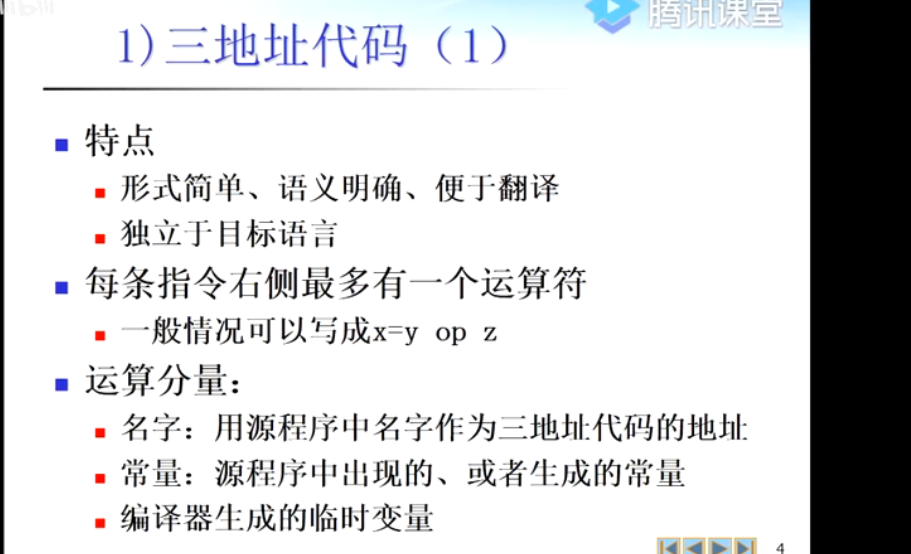 腾讯课堂
1)三地址代码（1）
特点
形式简单、语义明确、便于翻译
独立于目标语言
每条指令右侧最多有一个运算符
一般情况可以写成x=y op z
运算分量：
名字：用源程序中名字作为三地址代码的地址
常量：源程序中出现的、或者生成的常量
编译器生成的临时变量
4